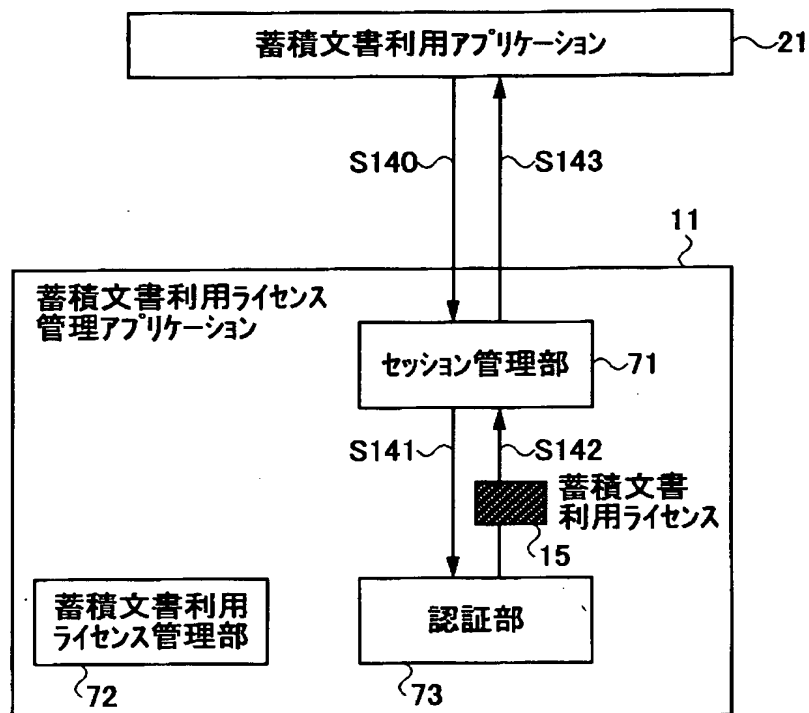 蓄積文書利用アプリケーション
21
S140
S143
11
蓄積文書利用ライセンス
管理アプリケーション
セッション管理部
71
S141
S142
蓄積文書
利用ライセンス
15
蓄積文書利用
ライセンス管理部
認証部
72
73